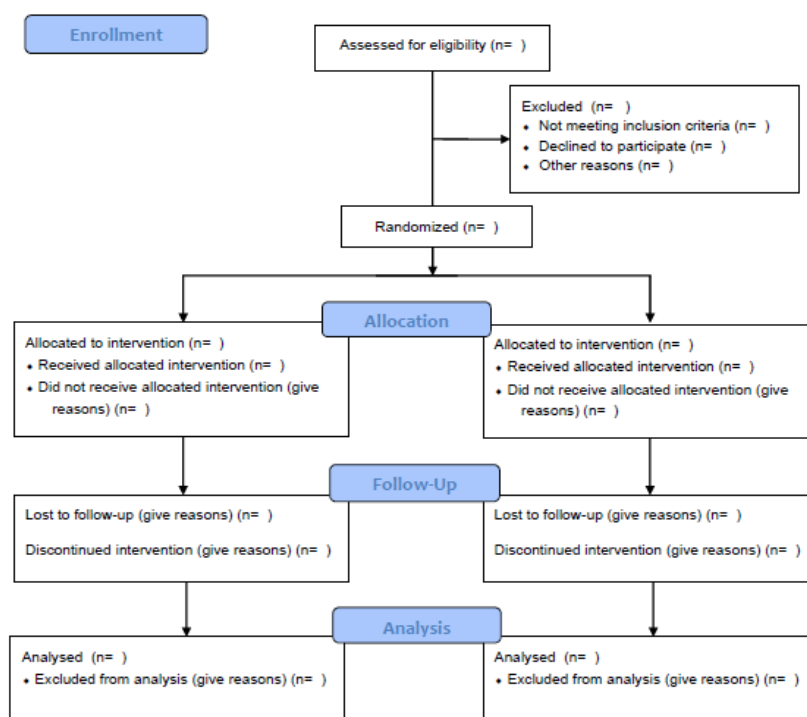 Enrollment
Assessed for eligibility (n= )
Excluded (n= )
• Not meeting inclusion criteria (n= )
• Declined to participate (n= )
• Other reasons (n= )
Randomized (n= )
Allocation
Allocated to intervention (n= )
• Received allocated intervention (n= )
• Did not receive allocated intervention (give
reasons) (n= )
Allocated to intervention (n= )
• Received allocated intervention (n= )
• Did not receive allocated intervention (give
reasons) (n= )
Follow-Up
Lost to follow-up (give reasons) (n= )
Discontinued intervention (give reasons) (n= )
Lost to follow-up (give reasons) (n= )
Discontinued intervention (give reasons) (n= )
Analysis
Analysed (n= )
• Excluded from analysis (give reasons) (n= )
Analysed (n= )
• Excluded from analysis (give reasons) (n= )